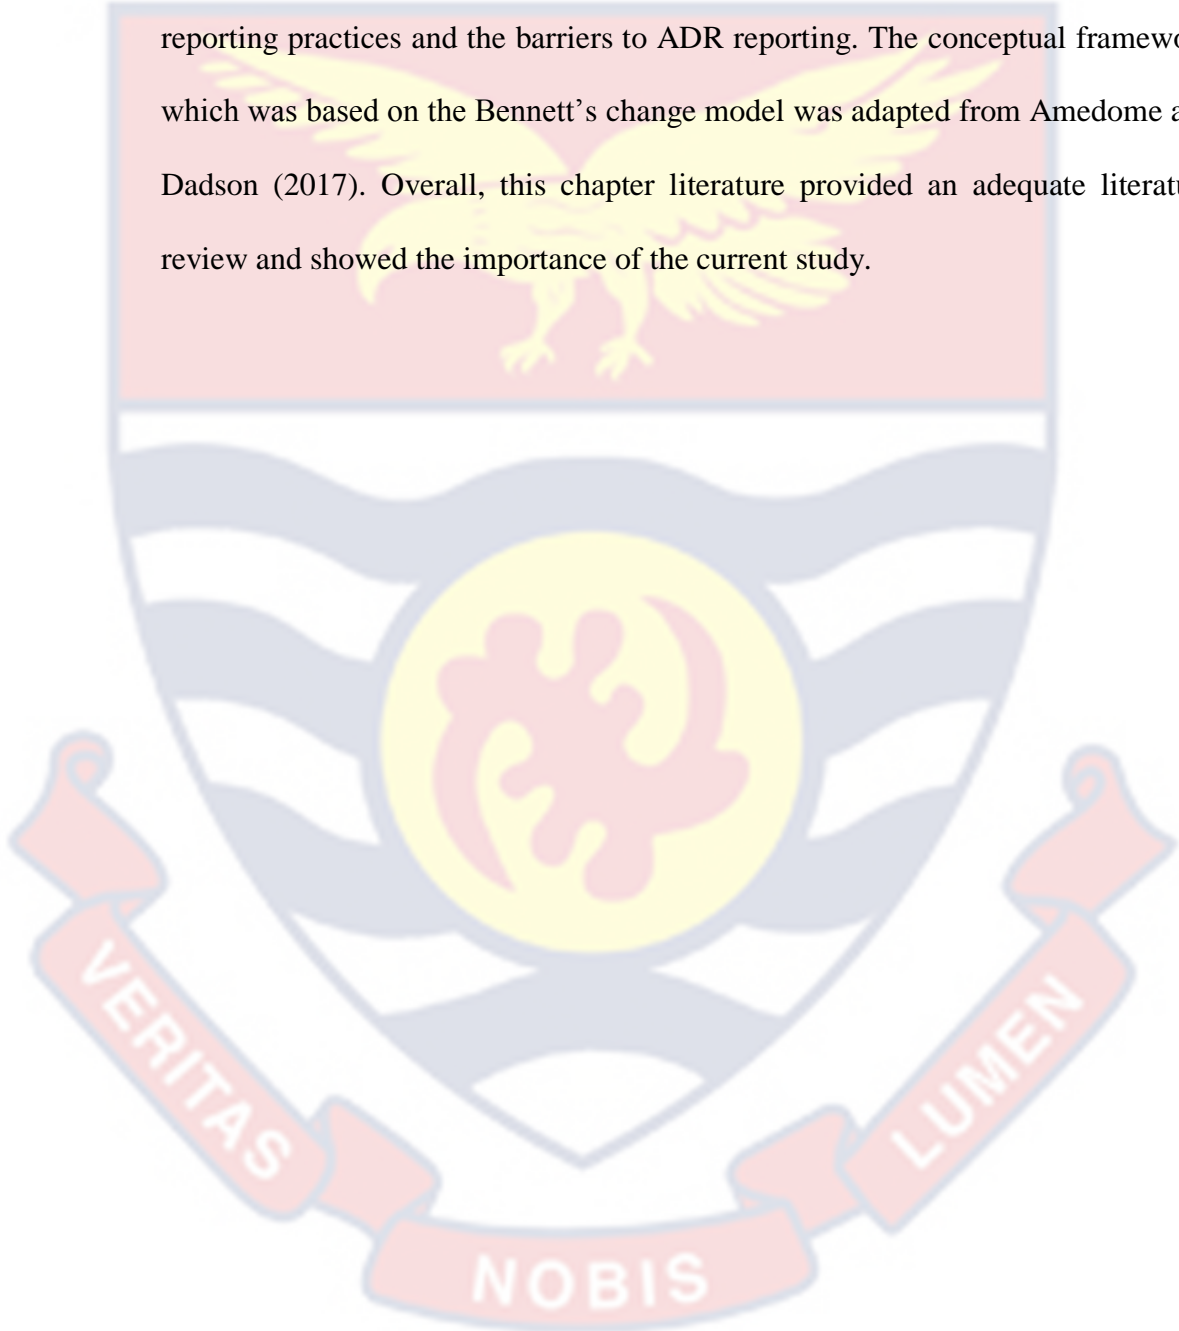 reporting practices and the barriers to ADR reporting. The conceptual framewo
which was based on the Bennett’s change model was adapted from Amedome a
Dadson (2017). Overall, this chapter literature provided an adequate literatu
review and showed the importance of the current study.
VERITAS
NOBIS
LUMEN